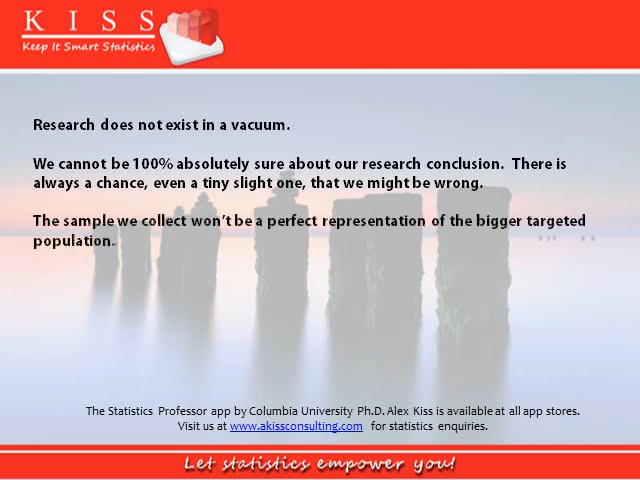 K I S S
Keep It Smart Statistics
Research does not exist in a vacuum.
We cannot be 100% absolutely sure about our research conclusion. There is
always a chance, even a tiny slight one, that we might be wrong.
The sample we collect won't be a perfect representation of the bigger targeted
population.
The Statistics Professor app by Columbia University Ph.D. Alex Kiss is available at all app stores.
Visit us at www.akissconsulting.com for statistics enquiries.
Let statistics empower you!